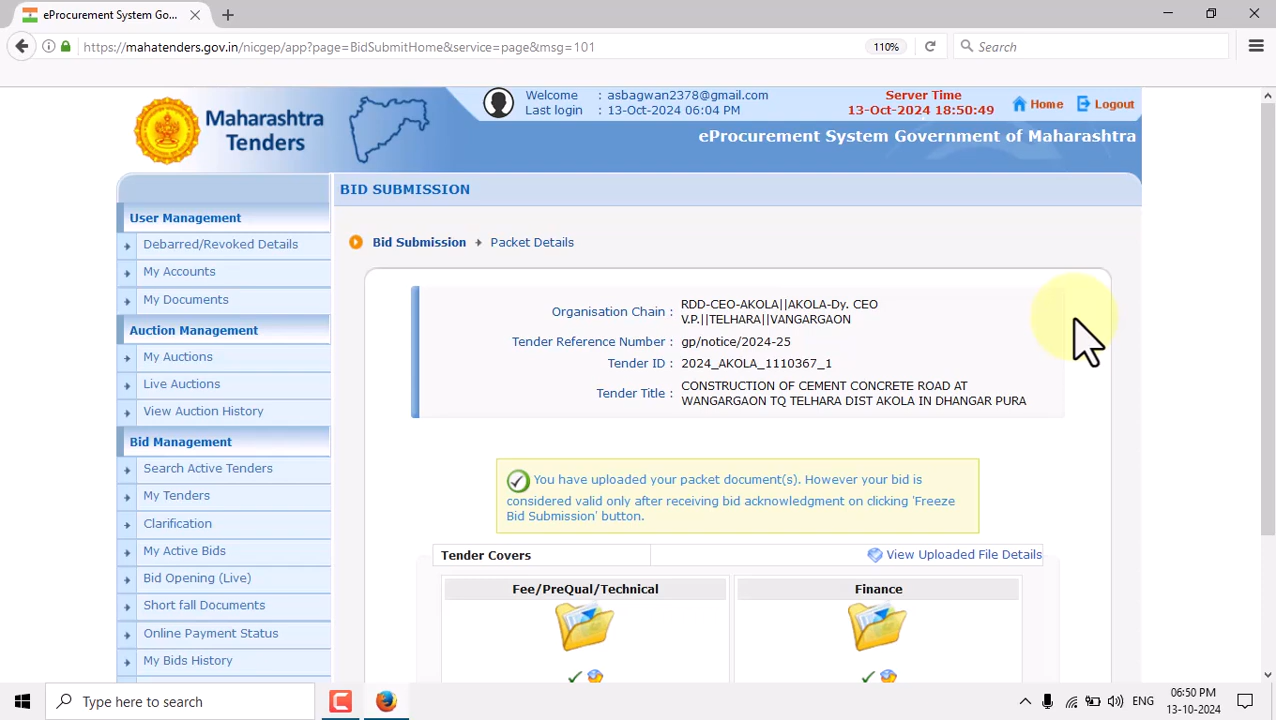 eProcurement System Go...
https://mahatenders.gov.in/nicgep/app?page=BidSubmitHome&service=page&msg=101
110%
Search
Maharashtra
Tenders
Welcome : asbagwan2378@gmail.com
Last login : 13-Oct-2024 06:04 PM
Server Time
13-Oct-2024 18:50:49
Home
Logout
eProcurement System Government of Maharashtra
User Management
Debarred/Revoked Details
My Accounts
My Documents
Auction Management
My Auctions
Live Auctions
View Auction History
Bid Management
Search Active Tenders
My Tenders
Clarification
My Active Bids
Bid Opening (Live)
Short fall Documents
Online Payment Status
My Bids History
BID SUBMISSION
Bid Submission Packet Details
Organisation Chain : RDD-CEO-AKOLA||AKOLA-Dy. CEO
V.P.||TELHARA||VANGARGAON
Tender Reference Number : gp/notice/2024-25
Tender ID : 2024_AKOLA_1110367_1
Tender Title : CONSTRUCTION OF CEMENT CONCRETE ROAD AT
WANGARGAON TQ TELHARA DIST AKOLA IN DHANGAR PURA
You have uploaded your packet document(s). However your bid is
considered valid only after receiving bid acknowledgment on clicking 'Freeze
Bid Submission' button.
Tender Covers
View Uploaded File Details
Fee/PreQual/Technical
Finance
Type here to search
ENG
06:50 PM
13-10-2024